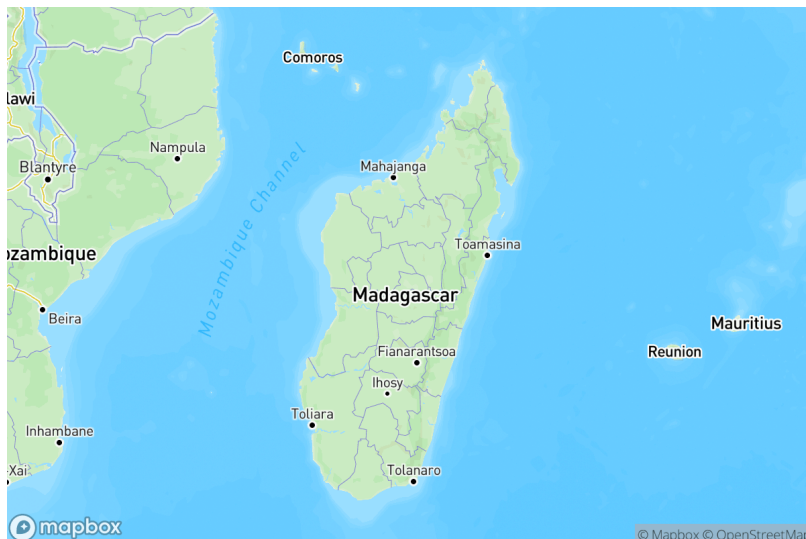 Comoros
lawi
Nampula
Mahajanga
Blantyre
Mozambique Channel
Toamasina
ozambique
Madagascar
Beira
Mauritius
Fianarantsoa
Reunion
Ihosy
Toliara
Inhambane
-Xai
Tolanaro
mapbox
© Mapbox © OpenStreetMa